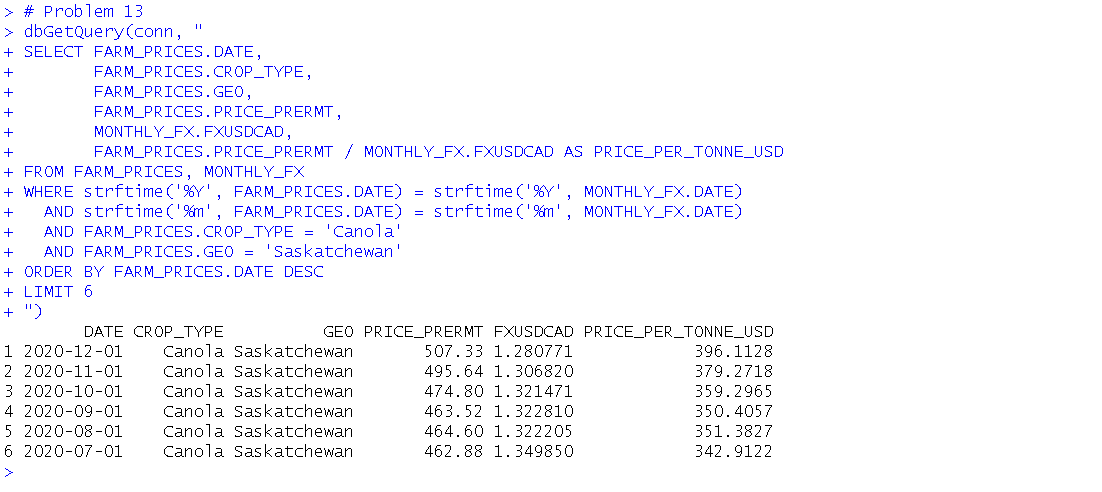 > # Problem 13
> dbGetQuery(conn, "
+ SELECT FARM_PRICES.DATE,
+        FARM_PRICES.CROP_TYPE,
+        FARM_PRICES.GEO,
+        FARM_PRICES.PRICE_PRERMT,
+        MONTHLY_FX.FXUSDCAD,
+        FARM_PRICES.PRICE_PRERMT / MONTHLY_FX.FXUSDCAD AS PRICE_PER_TONNE_USD
+ FROM FARM_PRICES, MONTHLY_FX
+ WHERE strftime('%Y', FARM_PRICES.DATE) = strftime('%Y', MONTHLY_FX.DATE)
+   AND strftime('%m', FARM_PRICES.DATE) = strftime('%m', MONTHLY_FX.DATE)
+   AND FARM_PRICES.CROP_TYPE = 'Canola'
+   AND FARM_PRICES.GEO = 'Saskatchewan'
+ ORDER BY FARM_PRICES.DATE DESC
+ LIMIT 6
+ ")
        DATE CROP_TYPE          GEO PRICE_PRERMT FXUSDCAD PRICE_PER_TONNE_USD
1 2020-12-01    Canola Saskatchewan       507.33 1.280771            396.1128
2 2020-11-01    Canola Saskatchewan       495.64 1.306820            379.2718
3 2020-10-01    Canola Saskatchewan       474.80 1.321471            359.2965
4 2020-09-01    Canola Saskatchewan       463.52 1.322810            350.4057
5 2020-08-01    Canola Saskatchewan       464.60 1.322205            351.3827
6 2020-07-01    Canola Saskatchewan       462.88 1.349850            342.9122
>